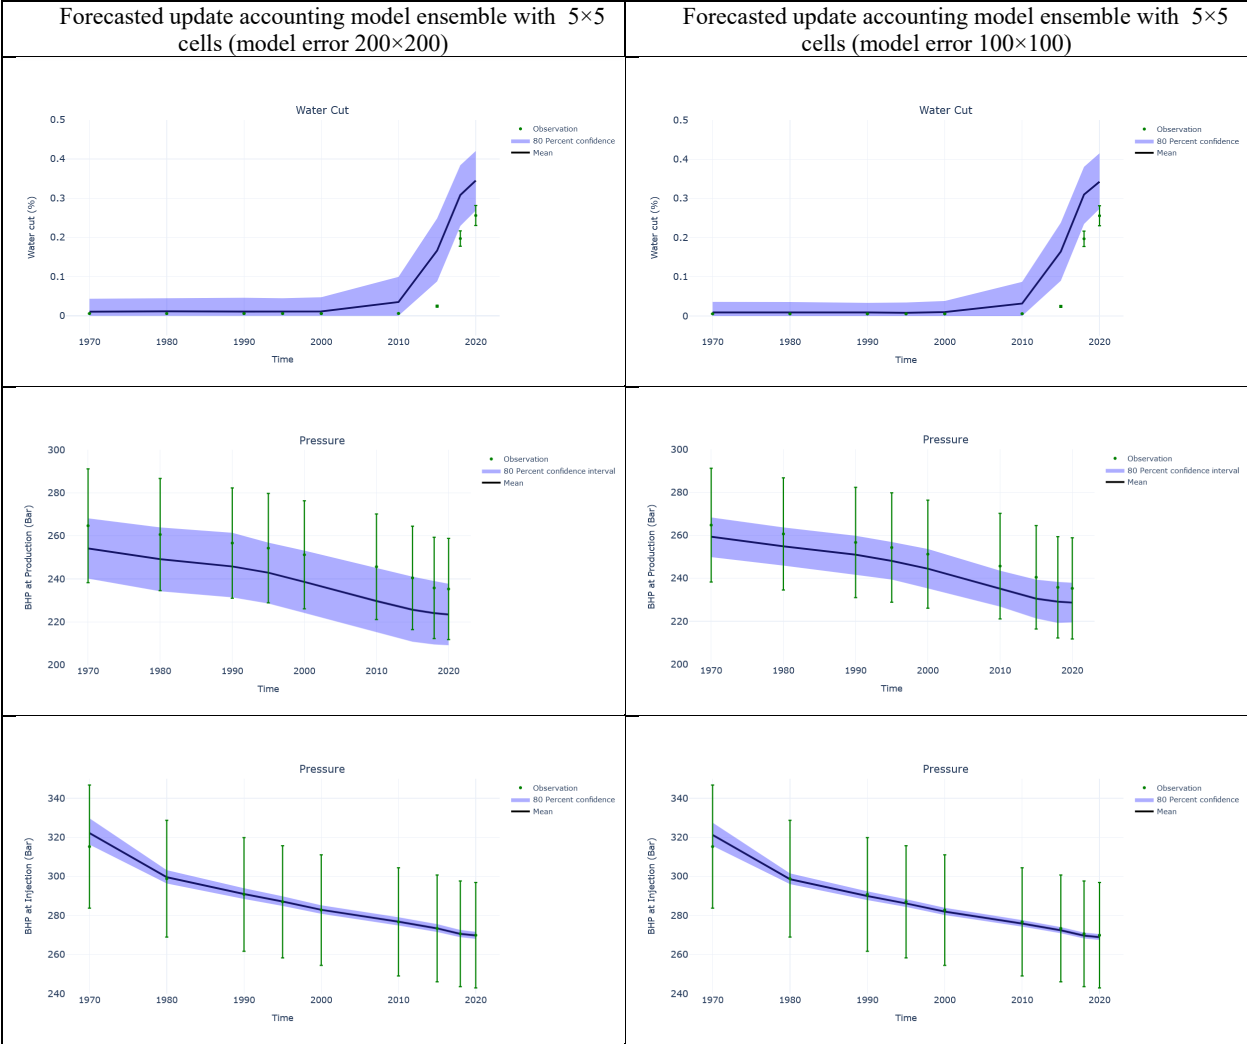 Forecasted update accounting model ensemble with 5×5
cells (model error 200×200)
Forecasted update accounting model ensemble with 5×5
cells (model error 100×100)
Water Cut
0.5
0.4
0.3
0.2
0.1
0
Water cut (%)
1970
1980
1990
2000
2010
2020
Time
Observation
80 Percent confidence
Mean
Water Cut
0.5
0.4
0.3
0.2
0.1
0
Water cut (%)
1970
1980
1990
2000
2010
2020
Time
Observation
80 Percent confidence
Mean
Pressure
300
280
260
240
220
200
BHP at Production (Bar)
1970
1980
1990
2000
2010
2020
Time
Observation
80 Percent confidence interval
Mean
Pressure
300
280
260
240
220
200
BHP at Production (Bar)
1970
1980
1990
2000
2010
2020
Time
Observation
80 Percent confidence interval
Mean
Pressure
340
320
300
280
260
240
BHP at Injection (Bar)
1970
1980
1990
2000
2010
2020
Time
Observation
80 Percent confidence
Mean
Pressure
340
320
300
280
260
240
BHP at Injection (Bar)
1970
1980
1990
2000
2010
2020
Time
Observation
80 Percent confidence
Mean